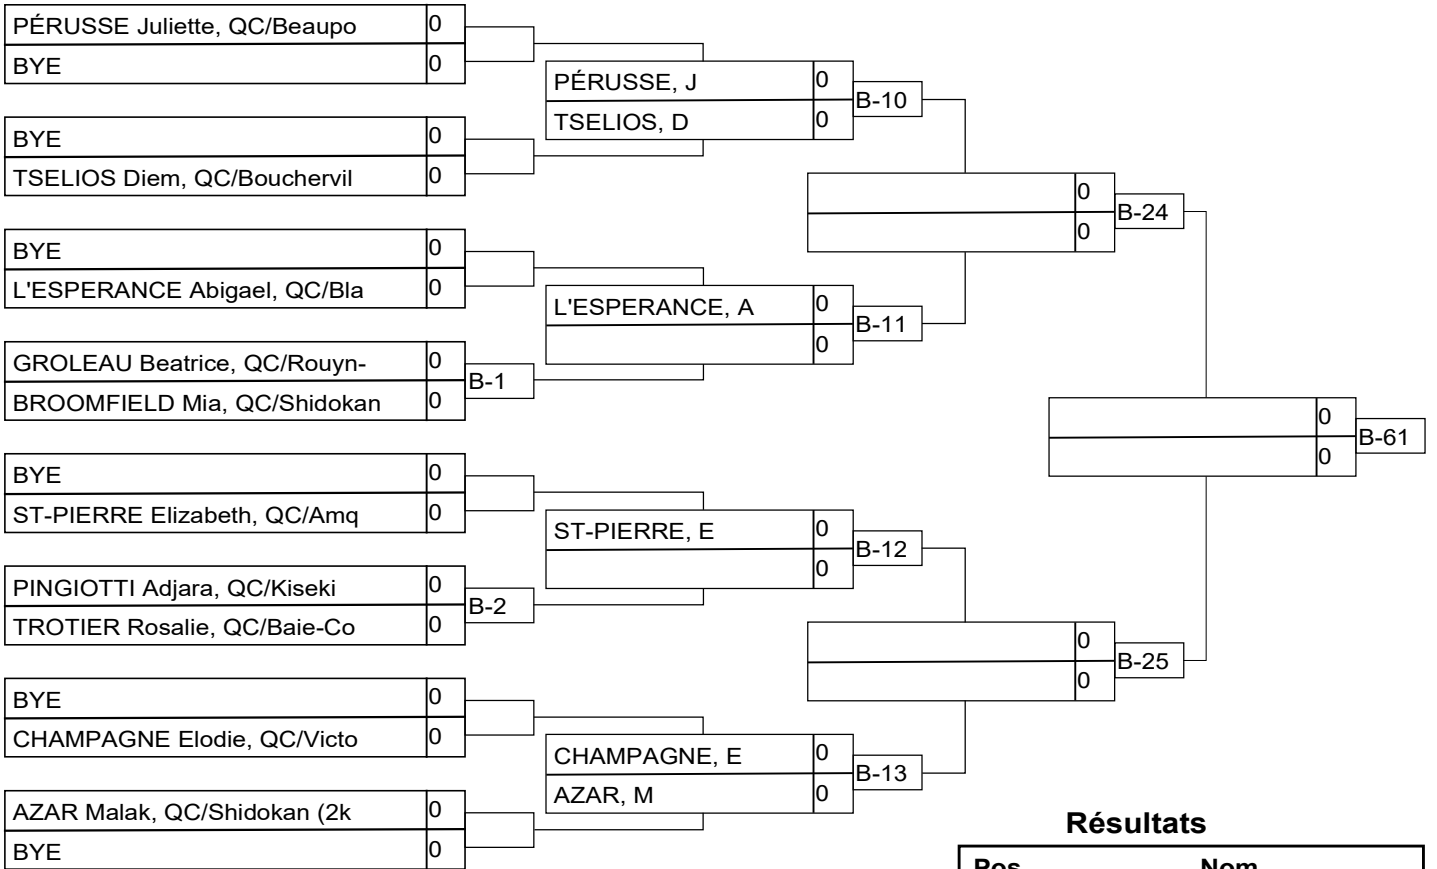 PÉRUSSE Juliette, QC/Beaupo 0
BYE 0
BYE 0
TSELIOS Diem, QC/Bouchervil 0
BYE 0
L'ESPERANCE Abigael, QC/Bla 0
GROLEAU Beatrice, QC/Rouyn- 0
BROOMFIELD Mia, QC/Shidokan 0
B-1
BYE 0
ST-PIERRE Elizabeth, QC/Amq 0
PINGIOTTI Adjara, QC/Kiseki 0
TROTIER Rosalie, QC/Baie-Co 0
B-2
BYE 0
CHAMPAGNE Elodie, QC/Victo 0
AZAR Malak, QC/Shidokan (2k 0
BYE 0
PÉRUSSE, J 0
TSELIOS, D 0
B-10
L'ESPERANCE, A 0
0
B-11
ST-PIERRE, E 0
0
B-12
CHAMPAGNE, E 0
AZAR, M 0
B-13
0
0
B-24
0
0
B-25
0
0
B-61
Résultats
Pos Nom